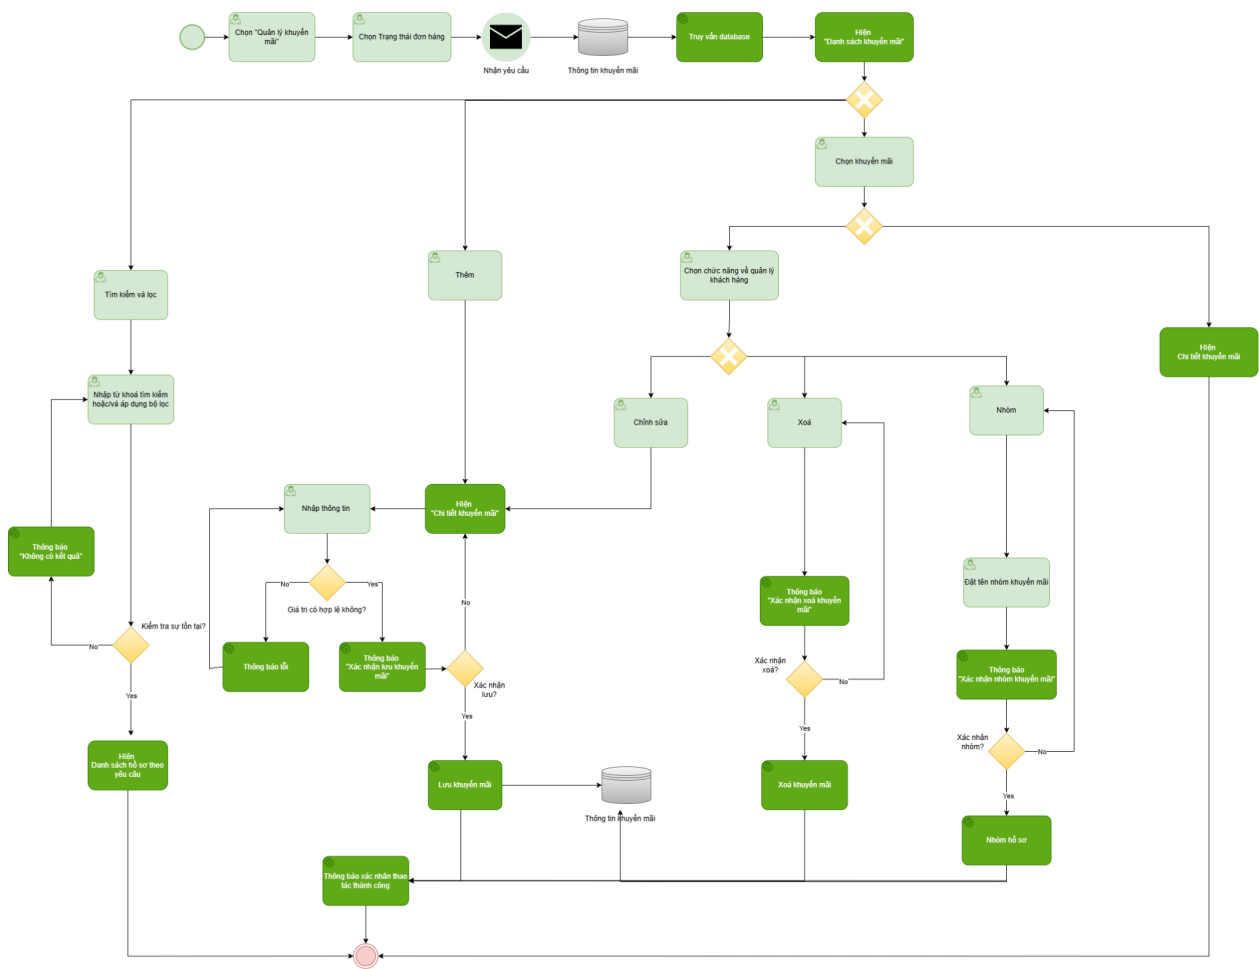 Chọn "Quản lý khuyến
mãi"
Chọn Trạng thái đơn hàng
Nhận yêu cầu
Thông tin khuyến mãi
Truy vấn database
Hiện
"Danh sách khuyến mãi"
Chọn khuyến mãi
Chọn chức năng về quản lý
khách hàng
Thêm
Tìm kiếm và lọc
Hiện
Chi tiết khuyến mãi
Nhập từ khoá tìm kiếm
hoặc/và áp dụng bộ lọc
Chỉnh sửa
Xoá
Nhóm
Nhập thông tin
Hiện
"Chi tiết khuyến mãi"
Thông báo
"Không có kết quả"
No
Yes
Giá trị có hợp lệ không?
No
Đặt tên nhóm khuyến mãi
Thông báo
"Xác nhận xoá khuyến
mãi"
Kiểm tra sự tồn tại?
No
Yes
Thông báo lỗi
Thông báo
"Xác nhận lưu khuyến
mãi"
Xác nhận
lưu?
Yes
Xác nhận
xoá?
No
Yes
Thông báo
"Xác nhận nhóm khuyến mãi"
Xác nhận
nhóm?
No
Yes
Hiện
Danh sách hồ sơ theo
yêu cầu
Lưu khuyến mãi
Thông tin khuyến mãi
Xoá khuyến mãi
Nhóm hồ sơ
Thông báo xác nhận thao
tác thành công